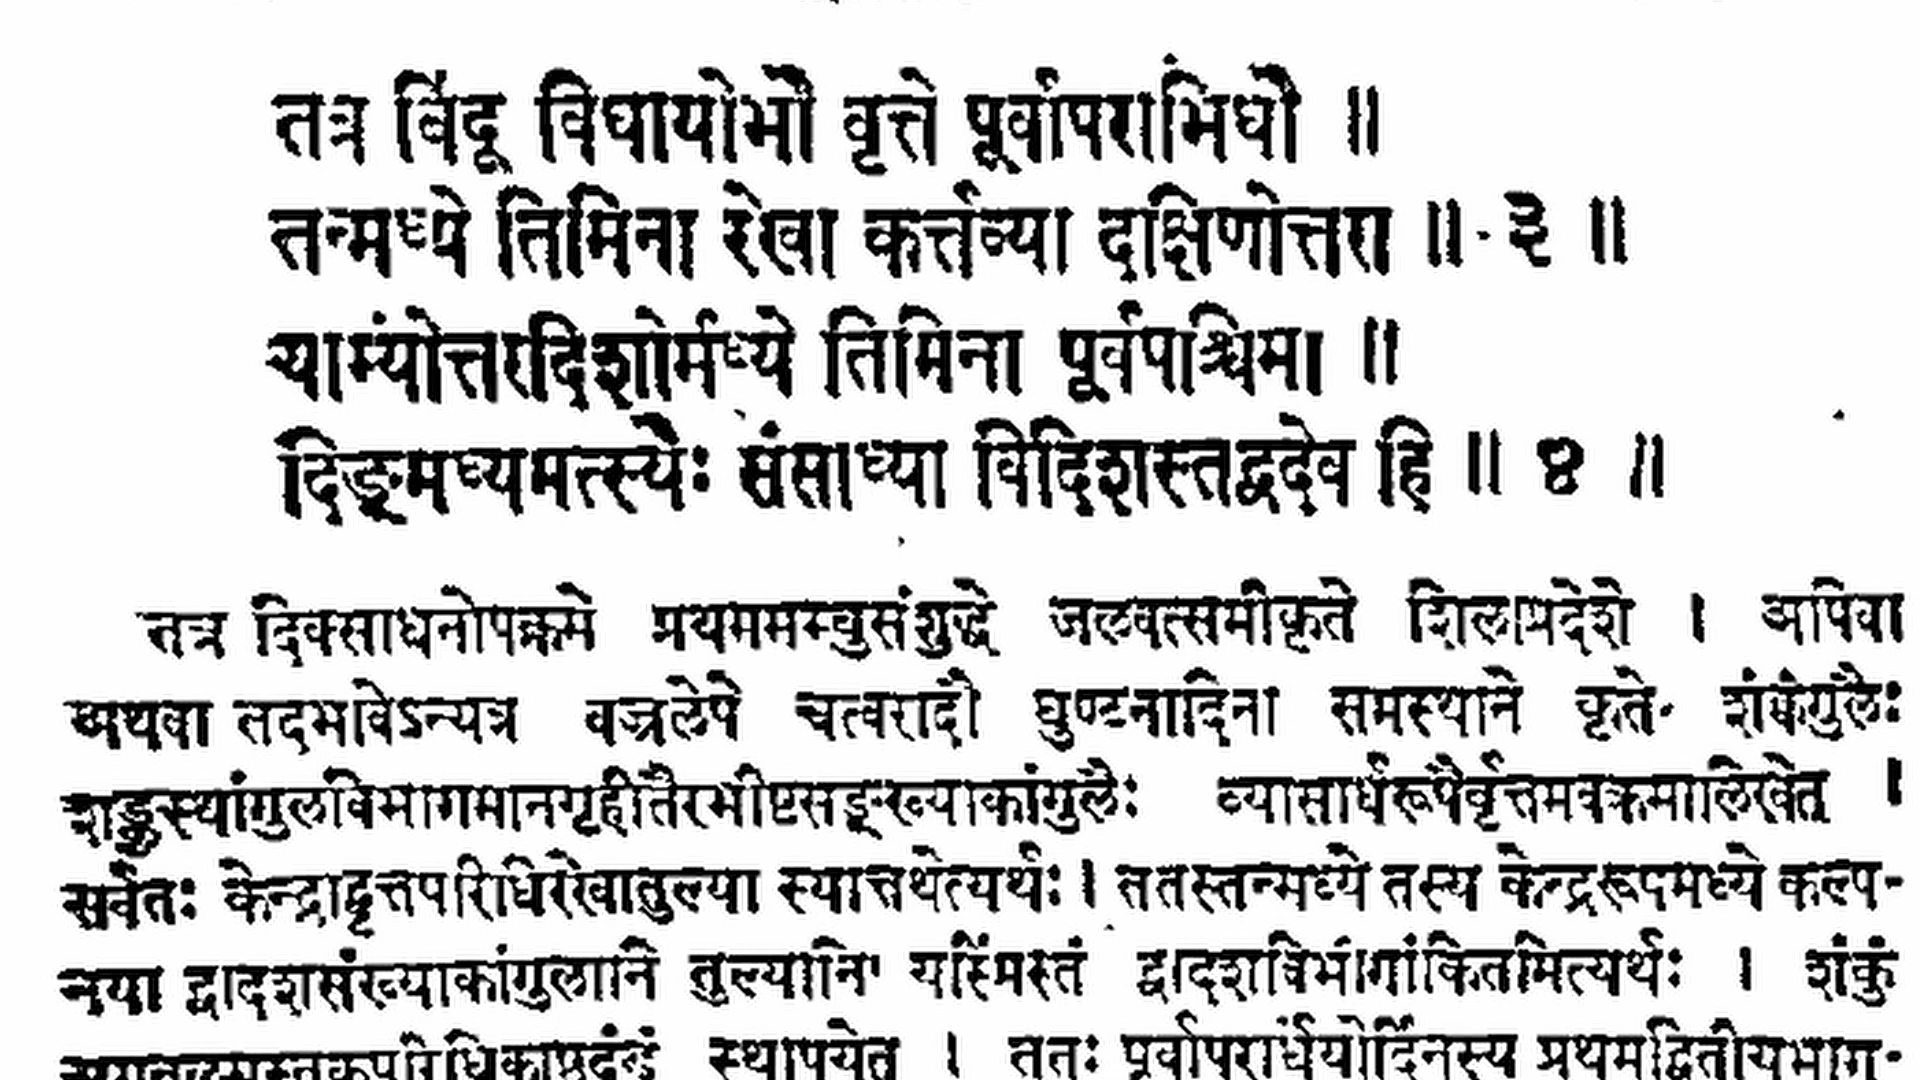 तत्र विंदू विधायोभौ वृत्ते पूर्वापराभिधौ ॥
तन्मध्ये तिमिना रेखा कर्त्तव्या दक्षिणोत्तरा ॥ ३ ॥
याम्योत्तरदिशोर्मध्ये तिमिना पूर्वपश्चिमा ॥
दिङ्मध्यमत्स्यैः संसाध्या विदिशस्तद्वदेव हि ॥ ४ ॥
तत्र दिक्साधनोपक्रमे प्रथममम्बुसंशुद्धे जलवत्समीकृते शिलाप्रदेशे । अपिवा
अथवा तदभावेऽन्यत्र वज्रलेपे चत्वरादौ घुण्टनादिना समस्थाने कृते शंक्वंगुलैः
शङ्कुस्थांगुलविभागमानगृहीतैरभीष्टसङ्ख्याकांगुलैः व्यासार्धरूपैर्वृत्तमवक्रमालिखेत् ।
सर्वतः केन्द्राद्वृत्तपरिधिरेखातुल्या स्यात्तथेत्यर्थः । ततस्तन्मध्ये तस्य केन्द्ररूपमध्ये कल्प-
नया द्वादशसंख्याकांगुलानि तुल्यानि यस्मिंस्तं द्वादशविभागांकितमित्यर्थः । शंकुं
स्थापयेत् । ततः पूर्वापरार्धयोर्दिनस्य प्रथमद्वितीयभाग-